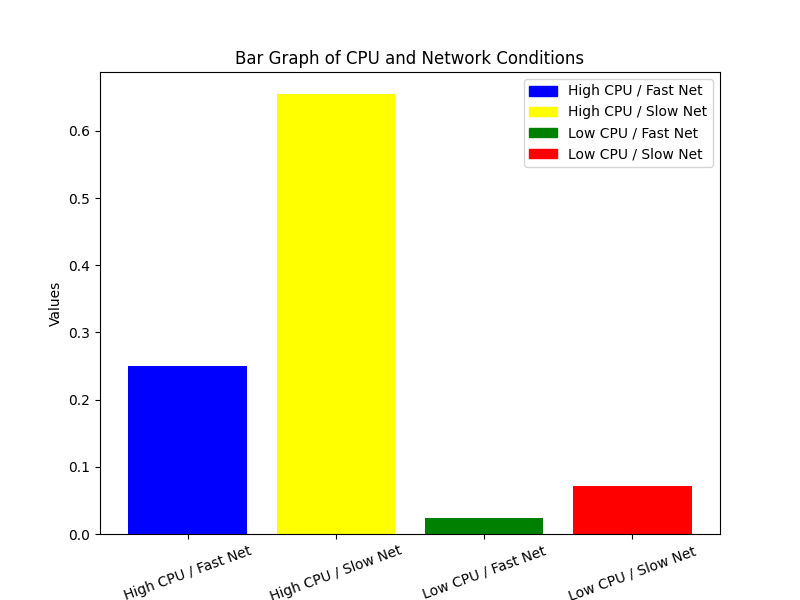 Bar Graph of CPU and Network Conditions
High CPU / Fast Net
High CPU / Slow Net
Low CPU / Fast Net
Low CPU / Slow Net
Values
0.6
0.5
0.4
0.3
0.2
0.1
0.0
High CPU / Fast Net
High CPU / Slow Net
Low CPU / Fast Net
Low CPU / Slow Net